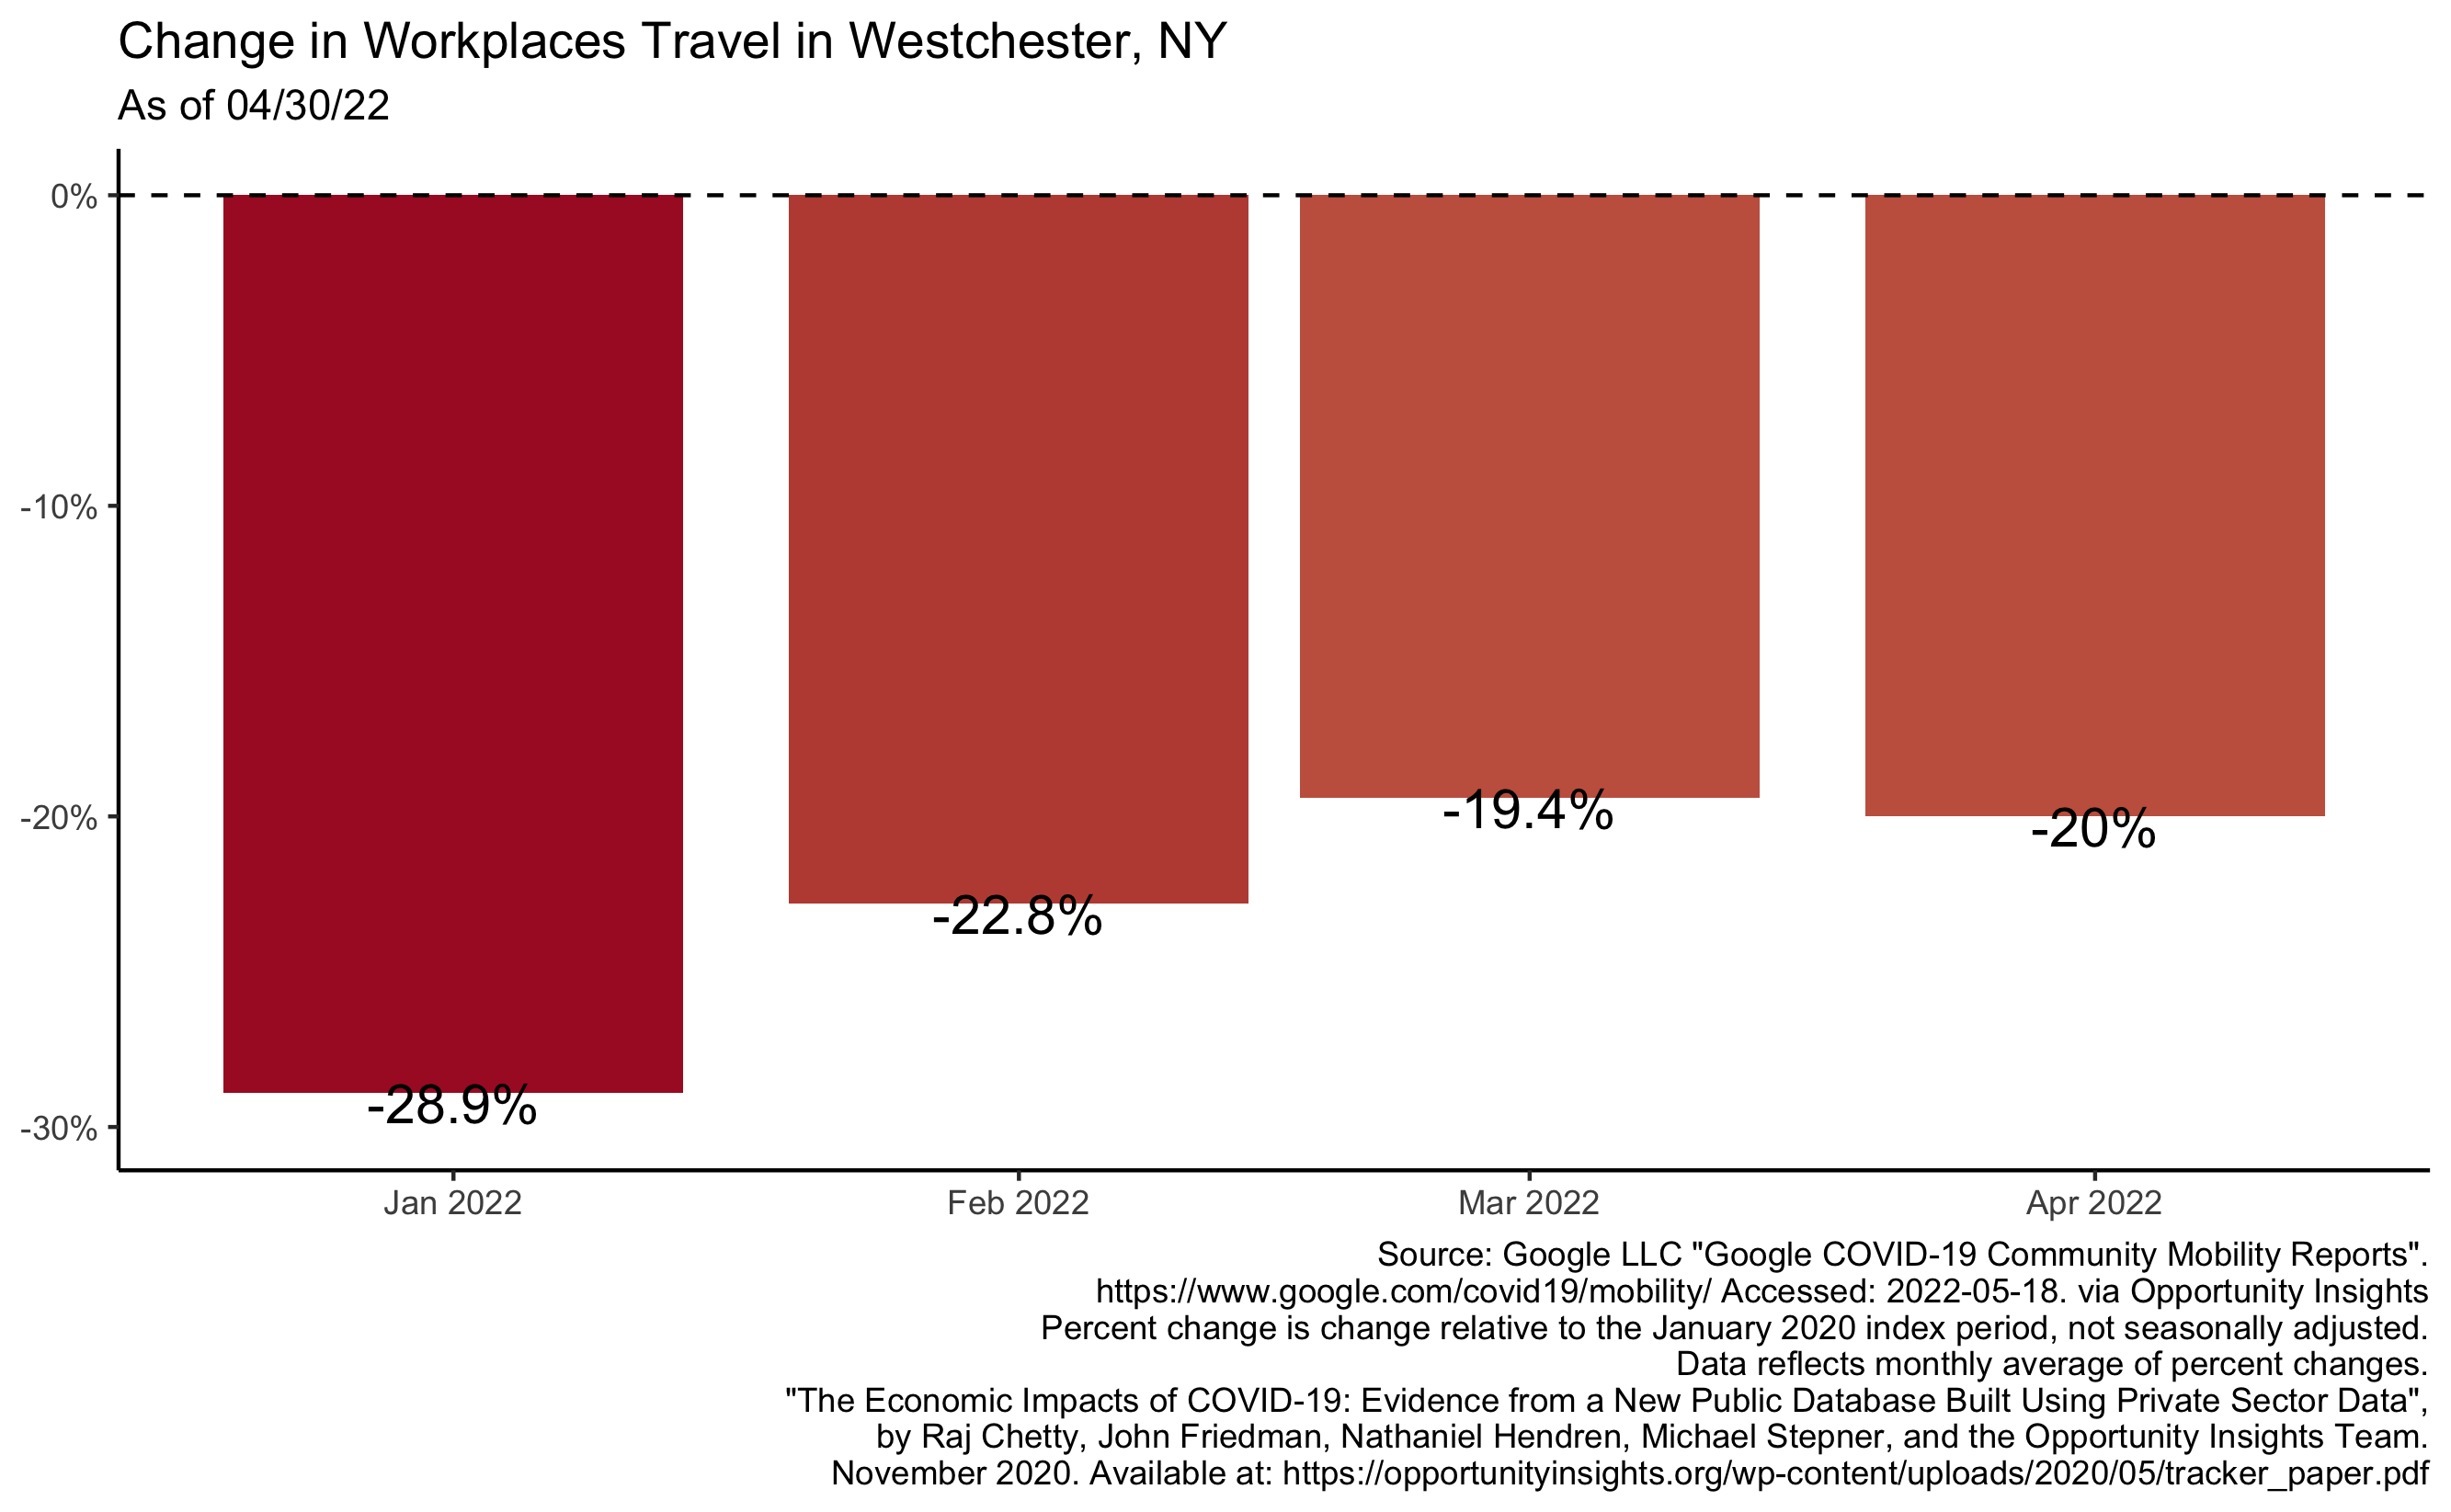 Change in Workplaces Travel in Westchester, NY
As of 04/30/22
0%
-10%
-20%
-30%
-28.9%
-22.8%
-19.4%
-20%
Jan 2022
Feb 2022
Mar 2022
Apr 2022
Source: Google LLC "Google COVID-19 Community Mobility Reports".
https://www.google.com/covid19/mobility/ Accessed: 2022-05-18. via Opportunity Insights
Percent change is change relative to the January 2020 index period, not seasonally adjusted.
Data reflects monthly average of percent changes.
"The Economic Impacts of COVID-19: Evidence from a New Public Database Built Using Private Sector Data",
by Raj Chetty, John Friedman, Nathaniel Hendren, Michael Stepner, and the Opportunity Insights Team.
November 2020. Available at: https://opportunityinsights.org/wp-content/uploads/2020/05/tracker_paper.pdf